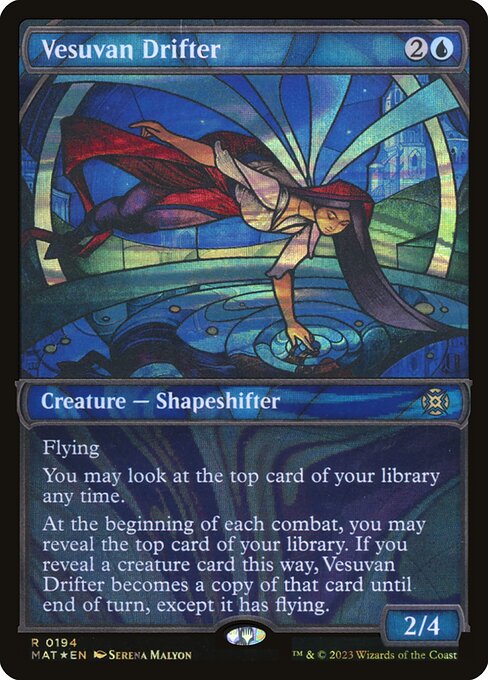 Vesuvan Drifter 2
Creature — Shapeshifter
Flying
You may look at the top card of your library
any time.
At the beginning of each combat, you may
reveal the top card of your library. If you
reveal a creature card this way, Vesuvan
Drifter becomes a copy of that card until
end of turn, except it has flying.
2/4
R 0194
MAT★EN Serena Malyon
™ & © 2023 Wizards of the Coast